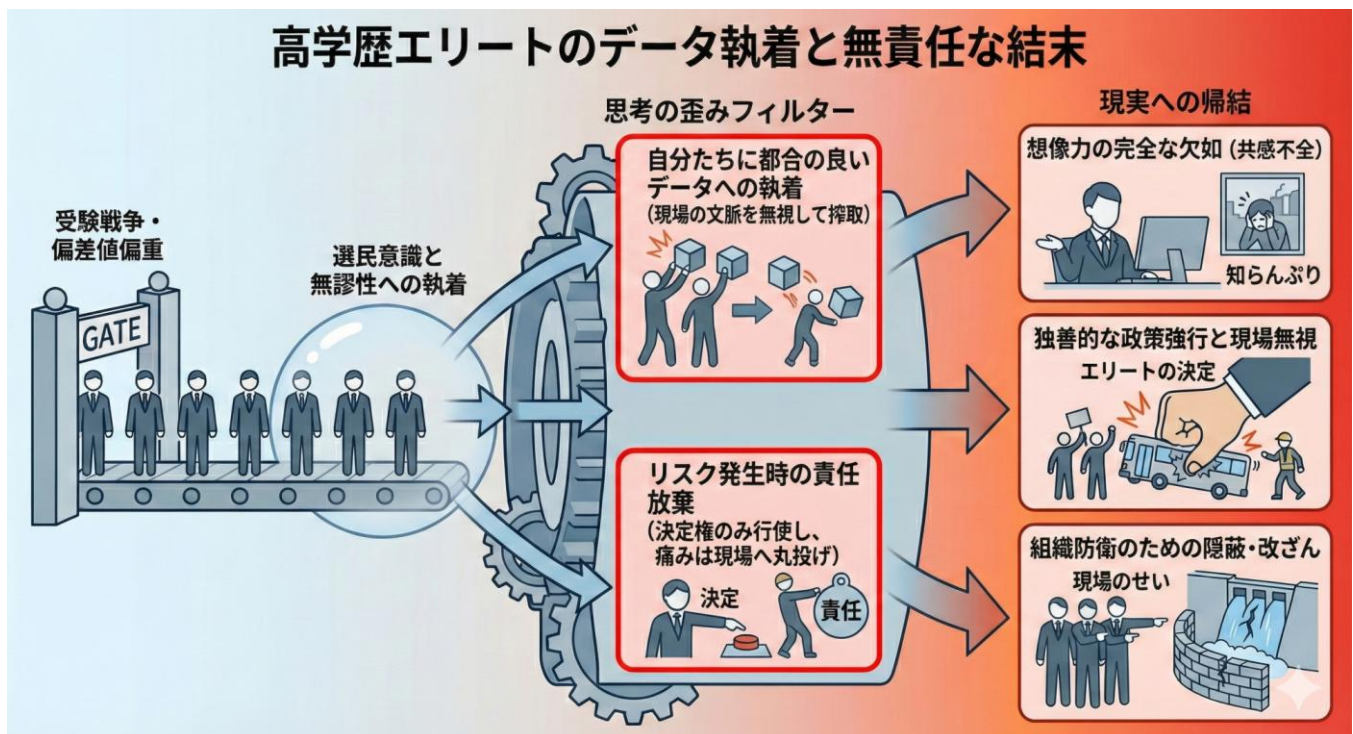 高学歴エリートのデータ執着と無責任な結末
受験戦争・
偏差値偏重
GATE
選民意識と
無謬性への執着
思考の歪みフィルター
自分たちに都合の良い
データへの執着
(現場の文脈を無視して搾取)
リスク発生時の責任
放棄
(決定権のみ行使し、
痛みは現場へ丸投げ)
決定
責任
現実への帰結
想像力の完全な欠如(共感不全)
知らんぷり
独善的な政策強行と現場無視
エリートの決定
組織防衛のための隠蔽・改ざん
現場のせい